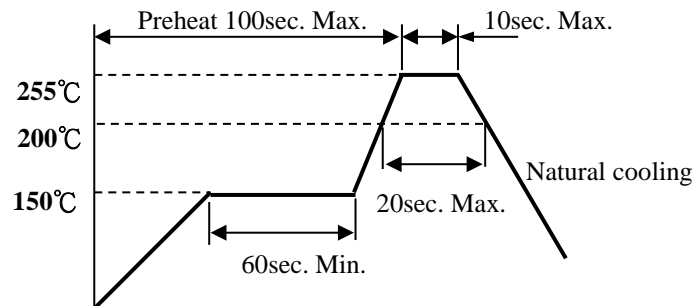 Preheat 100sec. Max.
10sec. Max.
255℃
200℃
Natural cooling
150℃
20sec. Max.
60sec. Min.